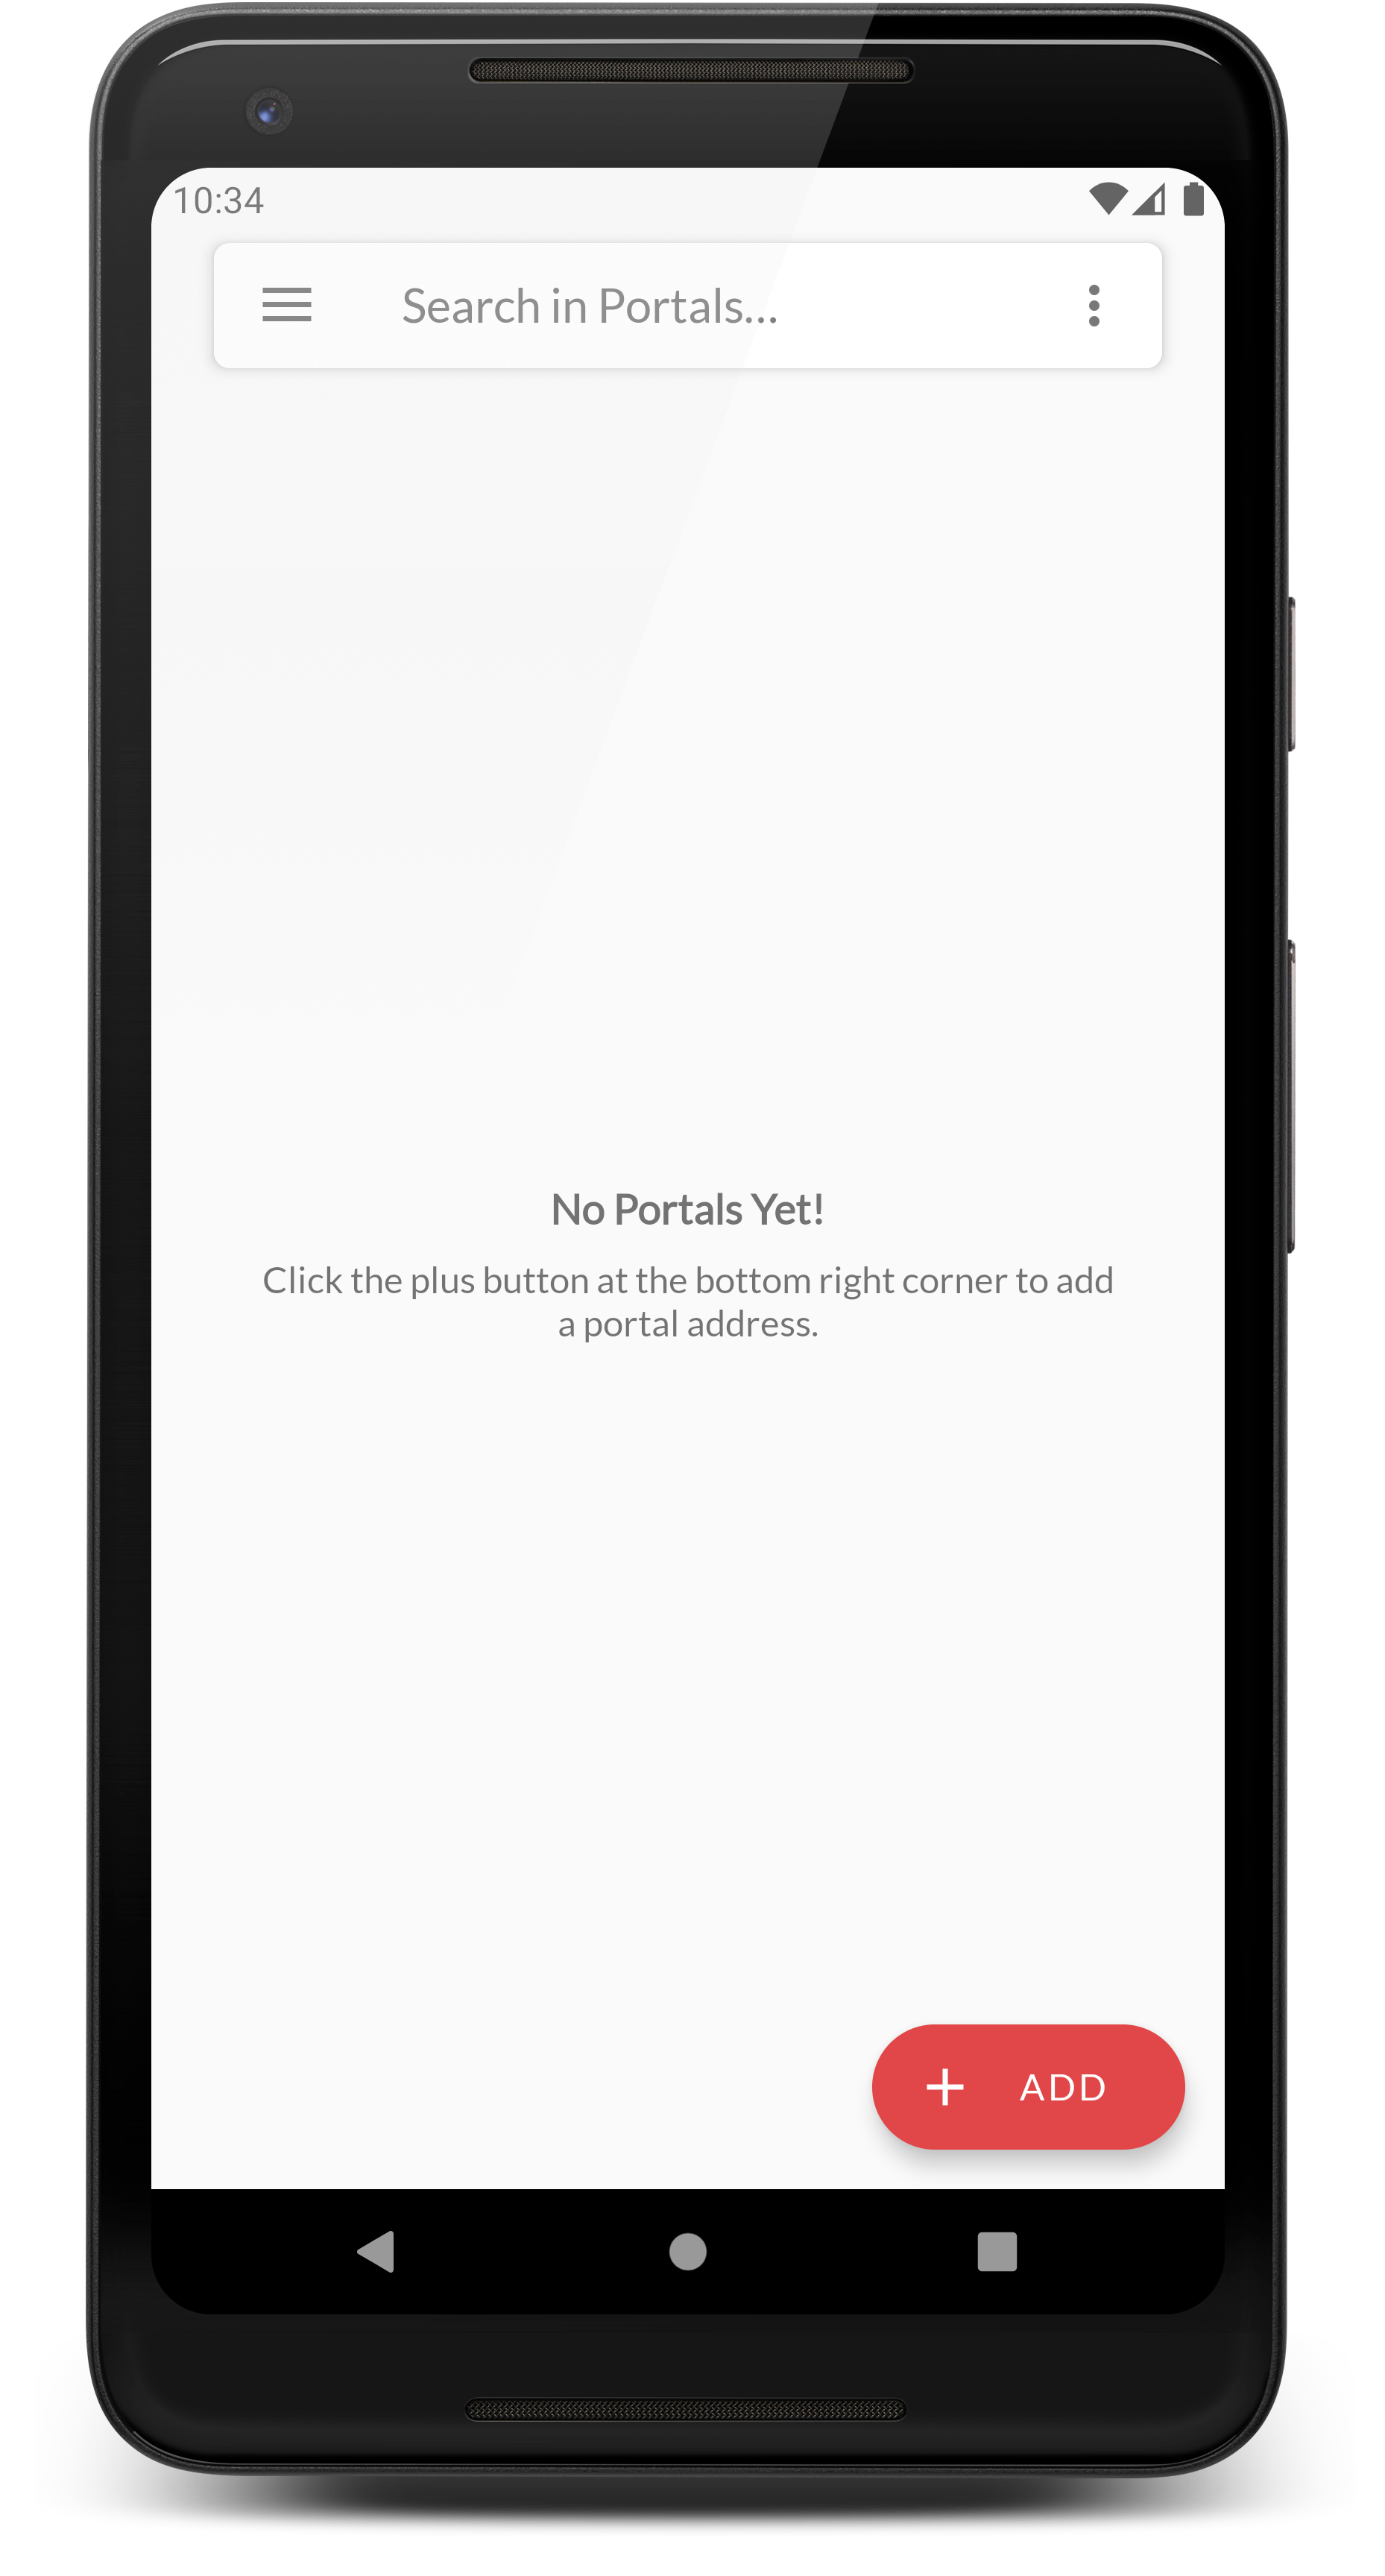 10:34
Search in Portals...
No Portals Yet!
Click the plus button at the bottom right corner to add
a portal address.
ADD